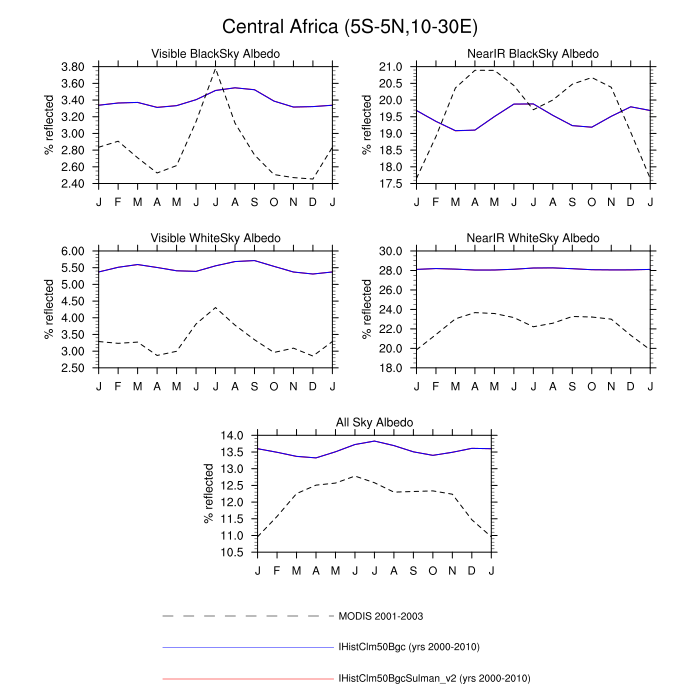 Central Africa (5S-5N,10-30E)
Visible BlackSky Albedo
NearIR BlackSky Albedo
% reflected
3.80
3.60
3.40
3.20
3.00
2.80
2.60
2.40
J F M A M J J A S O N D J
% reflected
21.0
20.5
20.0
19.5
19.0
18.5
18.0
17.5
J F M A M J J A S O N D J
Visible WhiteSky Albedo
NearIR WhiteSky Albedo
% reflected
6.00
5.50
5.00
4.50
4.00
3.50
3.00
2.50
J F M A M J J A S O N D J
% reflected
30.0
28.0
26.0
24.0
22.0
20.0
18.0
J F M A M J J A S O N D J
All Sky Albedo
% reflected
14.0
13.5
13.0
12.5
12.0
11.5
11.0
10.5
J F M A M J J A S O N D J
MODIS 2001-2003
IHistClm50Bgc (yrs 2000-2010)
IHistClm50BgcSulman_v2 (yrs 2000-2010)